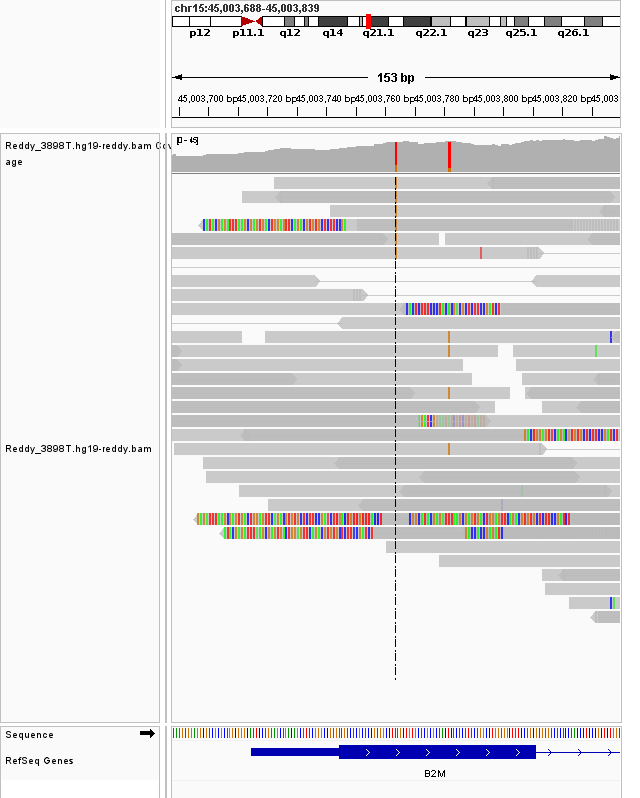 chr15:45,003,688-45,003,839
p12 p11.1 q12 q14 q21.1 q22.1 q23 q25.1 q26.1
153 bp
45,003,700 bp 45,003,720 bp 45,003,740 bp 45,003,760 bp 45,003,780 bp 45,003,800 bp 45,003,820 bp 45,003
Reddy_3898T.hg19-reddy.bam Cov
age
[0 - 45]
Reddy_3898T.hg19-reddy.bam
Sequence
RefSeq Genes
B2M